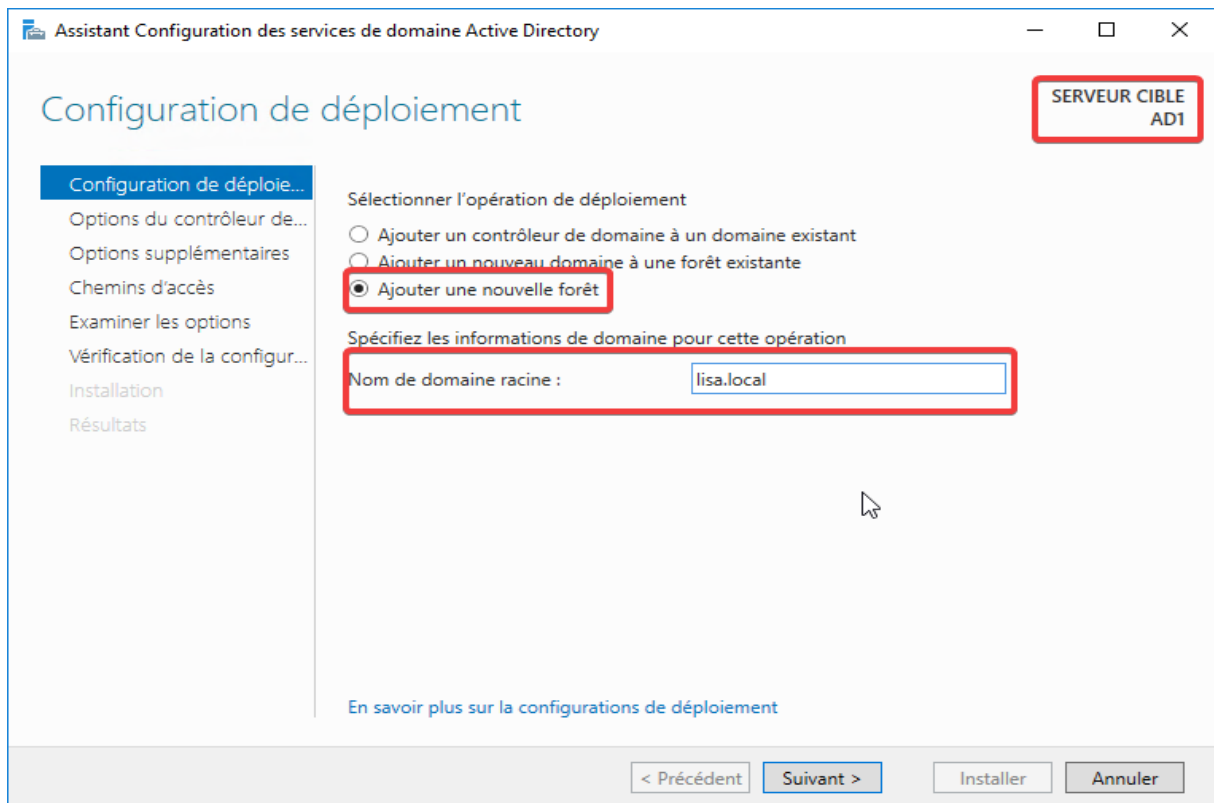 Assistant Configuration des services de domaine Active Directory
Configuration de déploiement
SERVEUR CIBLE
AD1
Configuration de déploie...
Options du contrôleur de...
Options supplémentaires
Chemins d'accès
Examiner les options
Vérification de la configur...
Installation
Résultats
Sélectionner l'opération de déploiement
Ajouter un contrôleur de domaine à un domaine existant
Ajouter un nouveau domaine à une forêt existante
Ajouter une nouvelle forêt
Spécifiez les informations de domaine pour cette opération
Nom de domaine racine : lisa.local
En savoir plus sur la configurations de déploiement
< Précédent Suivant > Installer Annuler